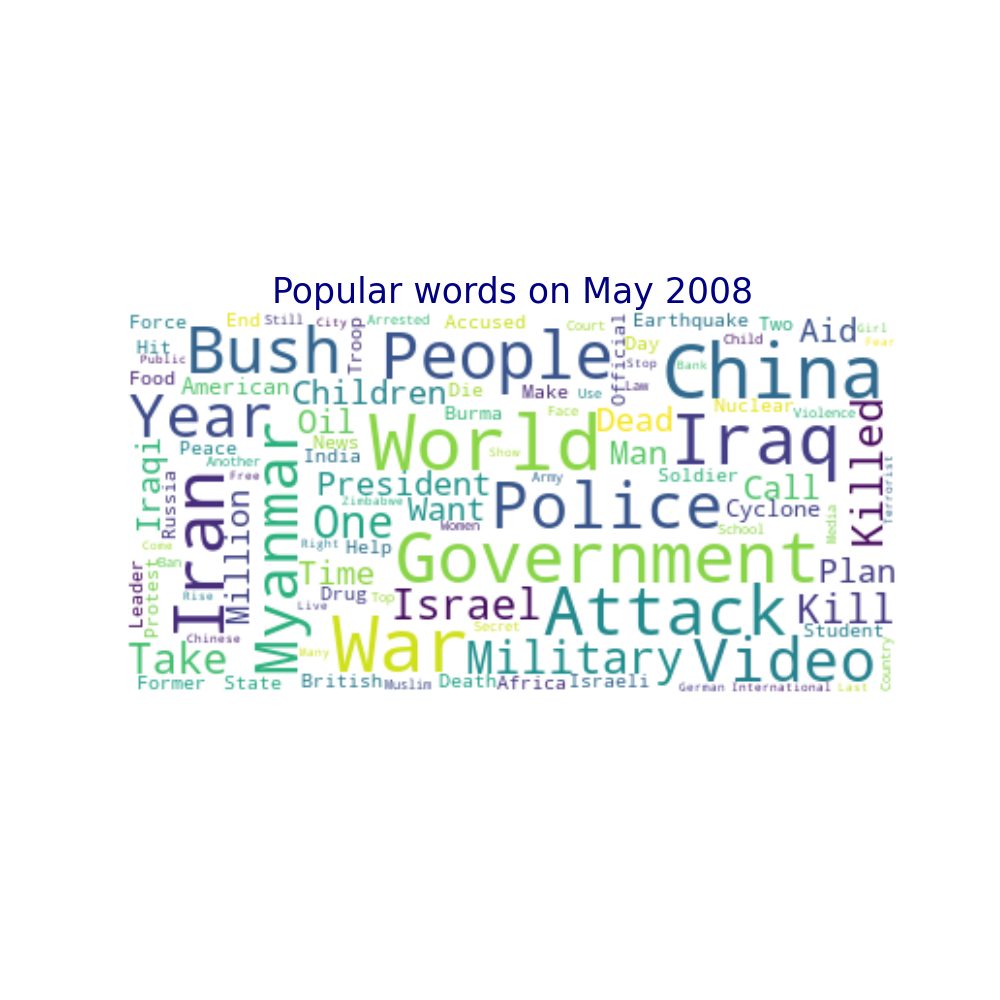 Popular words on May 2008
Force
End
Still
City
Arrested
Accused
Court
Official
Earthquake
Two
Aid
Girl
Hit
Public
Bush
Troop
People
Day
Child
Fear
Stop
Bank
China
Food
American
Children
Die
Make
Use
Law
Year
Oil
Burma
Face
Dead
Nuclear
Violence
Killed
Iraqi
Peace
Another
News
India
World
Show
Man
Iraq
Russia
Free
Myanmar
President
Army
Soldier
Call
Terrorist
Iran
Million
Zimbabwe
One
Want
Women
Police
Cyclone
School
Media
Come
Ban
Right
Help
Government
Leader
Protest
Rise
Time
Drug
Top
Live
Israel
Attack
Plan
Kill
Chinese
Many
War
Secret
Student
Take
Military
Video
Country
Former
State
British
Muslim
Death
Africa
Israeli
German
International
Last